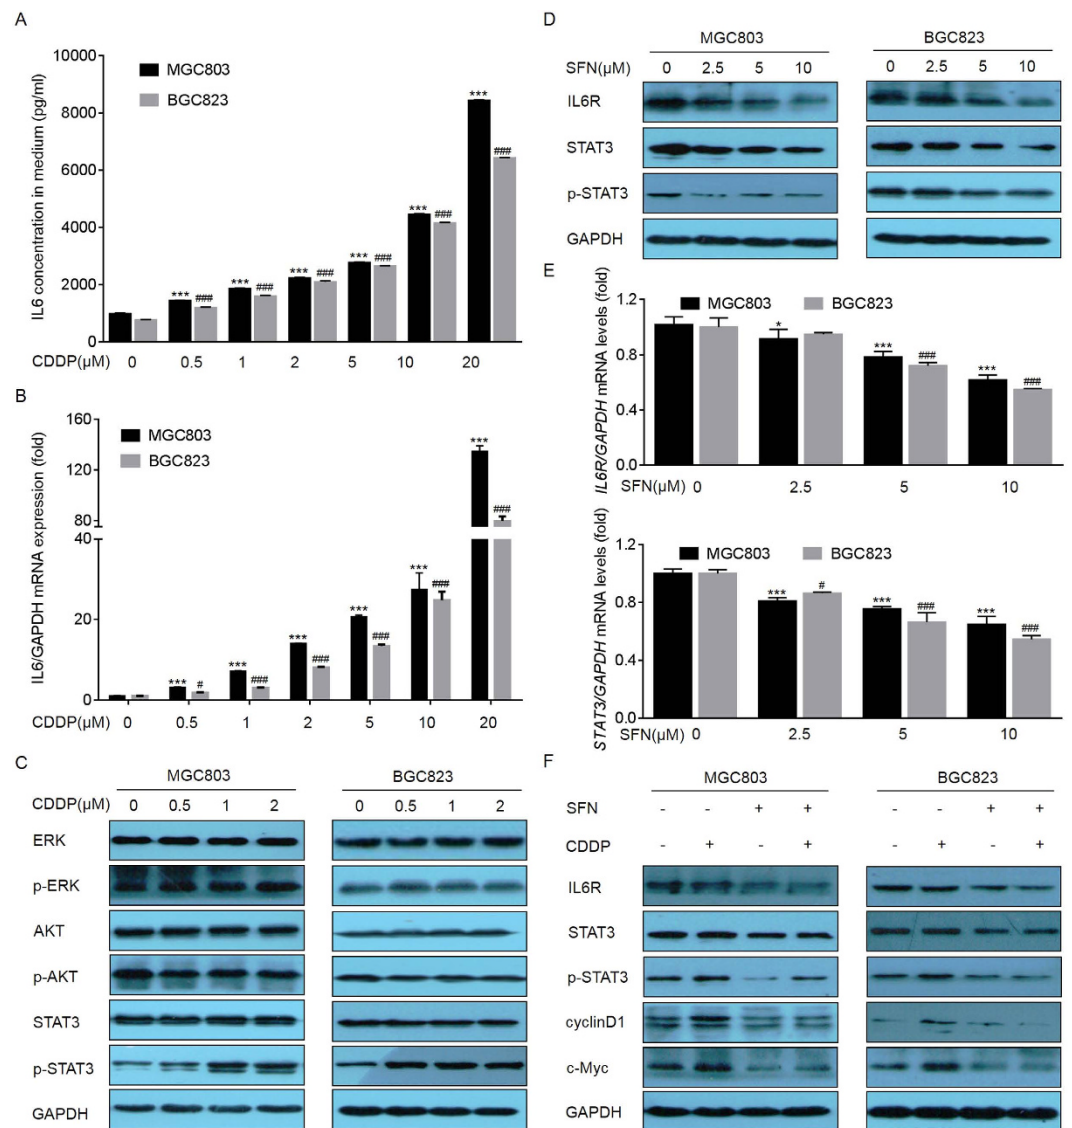 A
IL6 concentration in medium (pg/ml)
10000
8000
6000
4000
2000
0
MGC803
BGC823
*** ### *** ### *** ### *** ### *** ### *** ###
CDDP(µM) 0 0.5 1 2 5 10 20
B
IL6/GAPDH mRNA expression (fold)
160
120
80
40
20
0
MGC803
BGC823
*** # *** ### *** ### *** ### *** ### *** ###
CDDP(µM) 0 0.5 1 2 5 10 20
C
MGC803 BGC823
CDDP(µM) 0 0.5 1 2 0 0.5 1 2
ERK
p-ERK
AKT
p-AKT
STAT3
p-STAT3
GAPDH
D
MGC803 BGC823
SFN(µM) 0 2.5 5 10 0 2.5 5 10
IL6R
STAT3
p-STAT3
GAPDH
E
IL6R/GAPDH mRNA levels (fold)
1.2
0.8
0.4
0.0
MGC803 BGC823
* *** ### *** ###
SFN(µM) 0 2.5 5 10
STAT3/GAPDH mRNA levels (fold)
1.2
0.8
0.4
0.0
MGC803 BGC823
*** # *** ### *** ###
SFN(µM) 0 2.5 5 10
F
MGC803 BGC823
SFN - - + + - - + +
CDDP - + - + - + - +
IL6R
STAT3
p-STAT3
cyclinD1
c-Myc
GAPDH